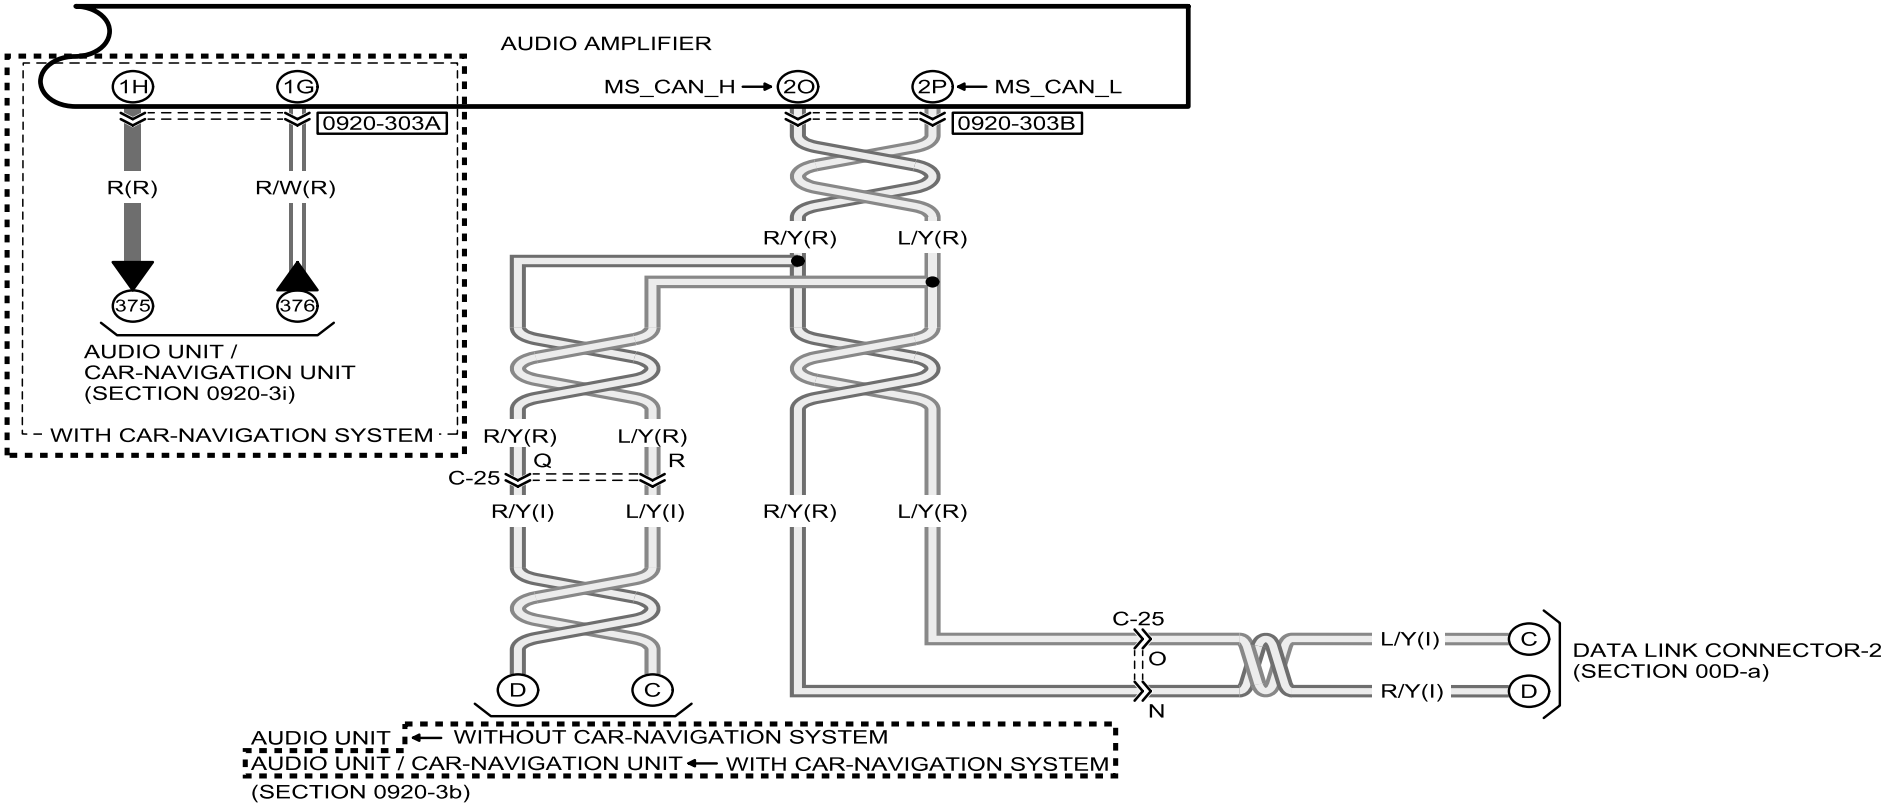 AUDIO AMPLIFIER
1H
1G
MS_CAN_H
2O
2P
MS_CAN_L
0920-303A
0920-303B
R(R)
R/W(R)
R/Y(R)
L/Y(R)
375
376
AUDIO UNIT /
CAR-NAVIGATION UNIT
(SECTION 0920-3i)
WITH CAR-NAVIGATION SYSTEM
R/Y(R)
L/Y(R)
Q
R
C-25
R/Y(I)
L/Y(I)
R/Y(R)
L/Y(R)
C-25
O
N
L/Y(I)
R/Y(I)
C
D
DATA LINK CONNECTOR-2
(SECTION 00D-a)
D
C
AUDIO UNIT
WITHOUT CAR-NAVIGATION SYSTEM
AUDIO UNIT / CAR-NAVIGATION UNIT
WITH CAR-NAVIGATION SYSTEM
(SECTION 0920-3b)